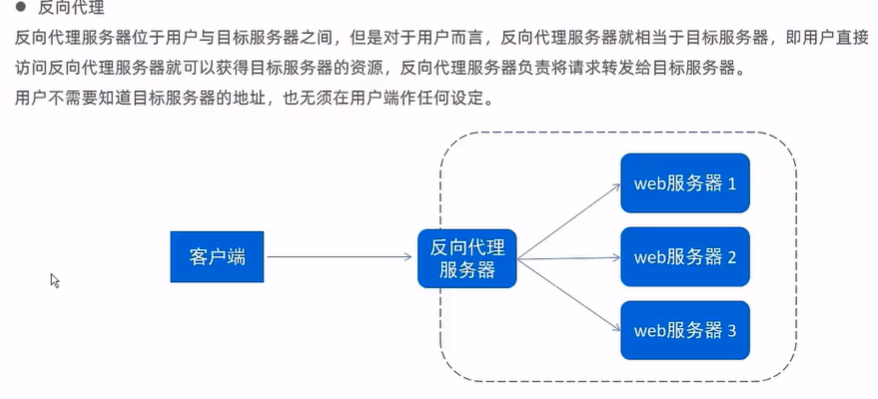 ● 反向代理
反向代理服务器位于用户与目标服务器之间，但是对于用户而言，反向代理服务器就相当于目标服务器，即用户直接
访问反向代理服务器就可以获得目标服务器的资源，反向代理服务器负责将请求转发给目标服务器。
用户不需要知道目标服务器的地址，也无须在用户端作任何设定。
web服务器 1
客户端
反向代理
服务器
web服务器 2
web服务器 3